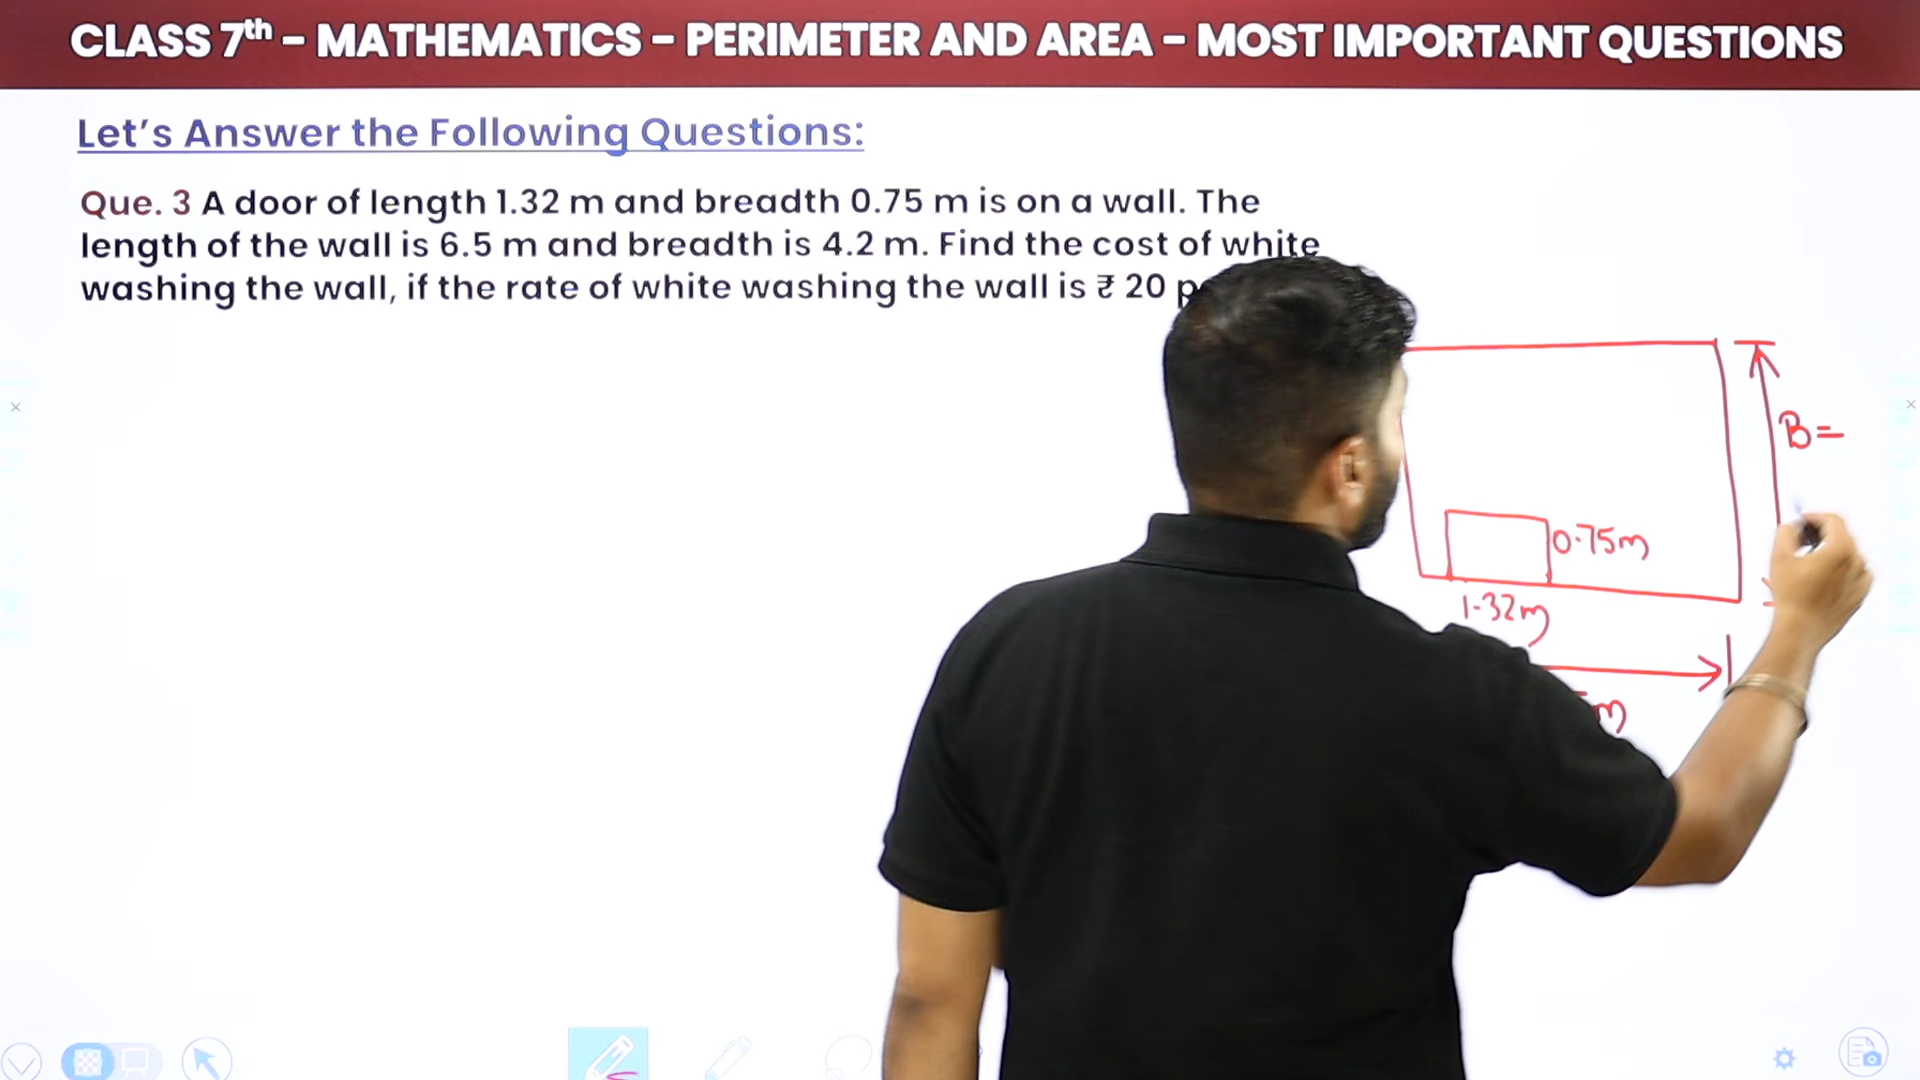 CLASS 7th – MATHEMATICS – PERIMETER AND AREA – MOST IMPORTANT QUESTIONS
Let’s Answer the Following Questions:
Que. 3 A door of length 1.32 m and breadth 0.75 m is on a wall. The
length of the wall is 6.5 m and breadth is 4.2 m. Find the cost of white
washing the wall, if the rate of white washing the wall is ₹ 20
B=
0.75m
1.32m
m